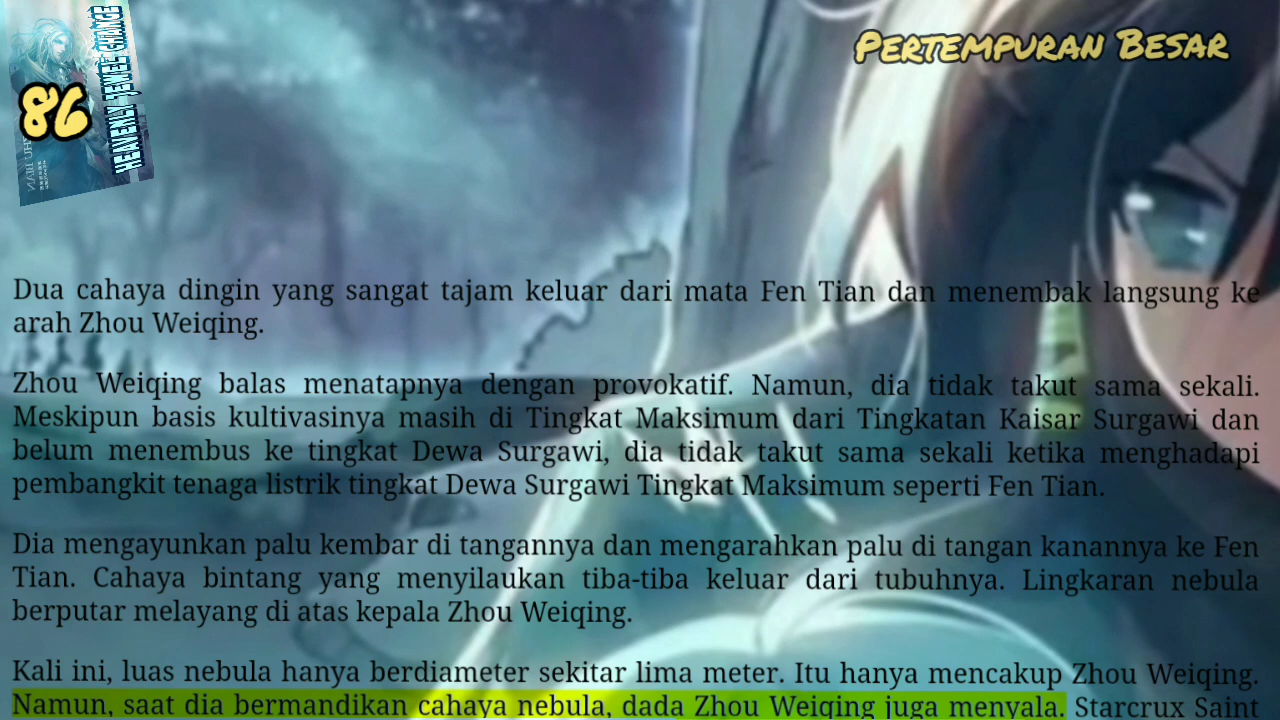 HEAVENLY JEWEL CHANGE
86
PERTEMPURAN BESAR
Dua cahaya dingin yang sangat tajam keluar dari mata Fen Tian dan menembak langsung ke
arah Zhou Weiqing.
Zhou Weiqing balas menatapnya dengan provokatif. Namun, dia tidak takut sama sekali.
Meskipun basis kultivasinya masih di Tingkat Maksimum dari Tingkatan Kaisar Surgawi dan
belum menembus ke tingkat Dewa Surgawi, dia tidak takut sama sekali ketika menghadapi
pembangkit tenaga listrik tingkat Dewa Surgawi Tingkat Maksimum seperti Fen Tian.
Dia mengayunkan palu kembar di tangannya dan mengarahkan palu di tangan kanannya ke Fen
Tian. Cahaya bintang yang menyilaukan tiba-tiba keluar dari tubuhnya. Lingkaran nebula
berputar melayang di atas kepala Zhou Weiqing.
Kali ini, luas nebula hanya berdiameter sekitar lima meter. Itu hanya mencakup Zhou Weiqing.
Namun, saat dia bermandikan cahaya nebula, dada Zhou Weiqing juga menyala. Starcrux Saint